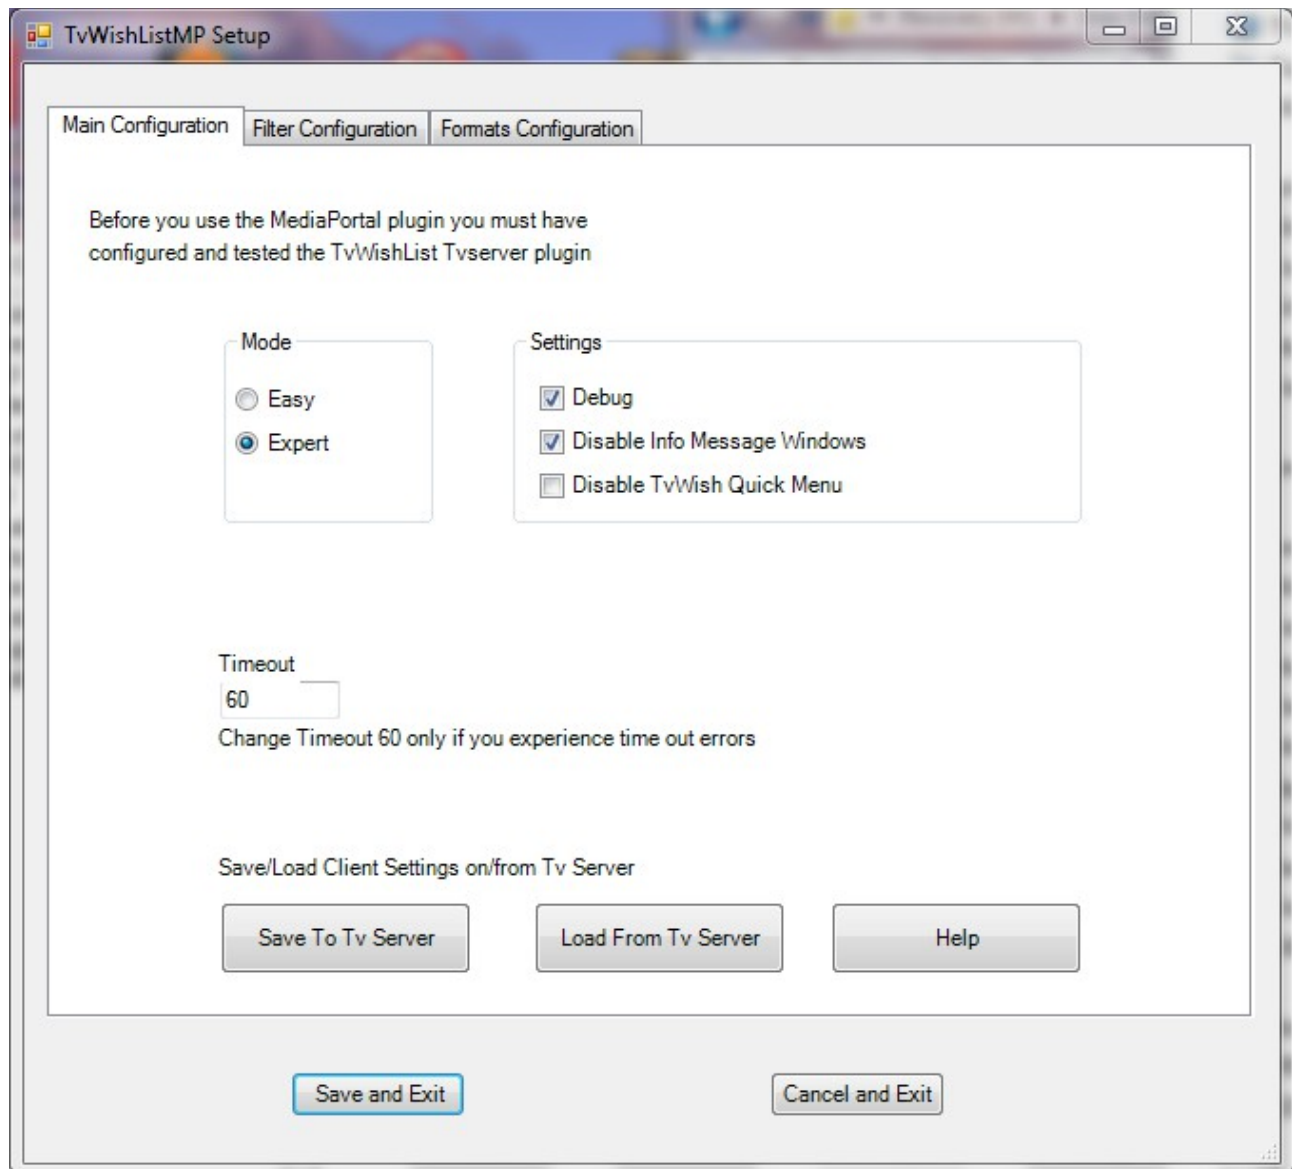 TvWishListMP Setup
Main Configuration
Filter Configuration
Formats Configuration
Before you use the MediaPortal plugin you must have
configured and tested the TvWishList Tvserver plugin
Mode
Easy
Expert
Settings
Debug
Disable Info Message Windows
Disable TvWish Quick Menu
Timeout
60
Change Timeout 60 only if you experience time out errors
Save/Load Client Settings on/from Tv Server
Save To Tv Server
Load From Tv Server
Help
Save and Exit
Cancel and Exit